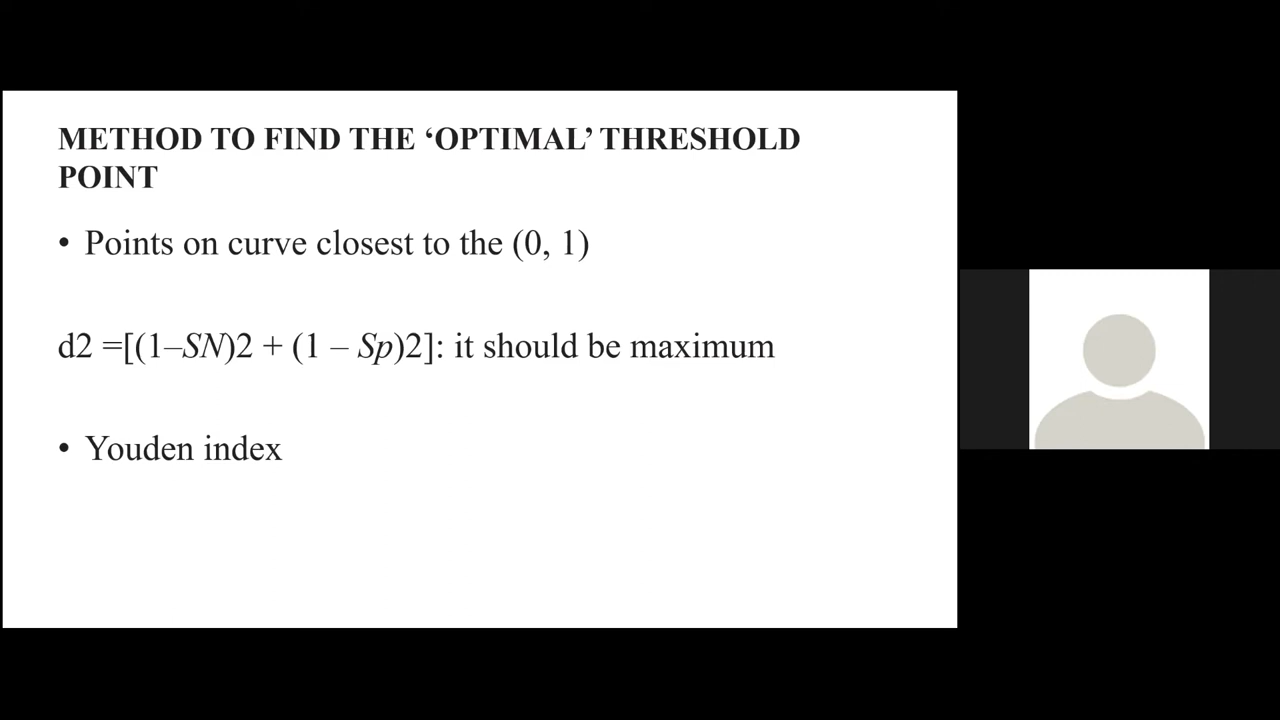 METHOD TO FIND THE ‘OPTIMAL’ THRESHOLD
POINT
• Points on curve closest to the (0, 1)
d2 =[(1–SN)2 + (1 – Sp)2]: it should be maximum
• Youden index